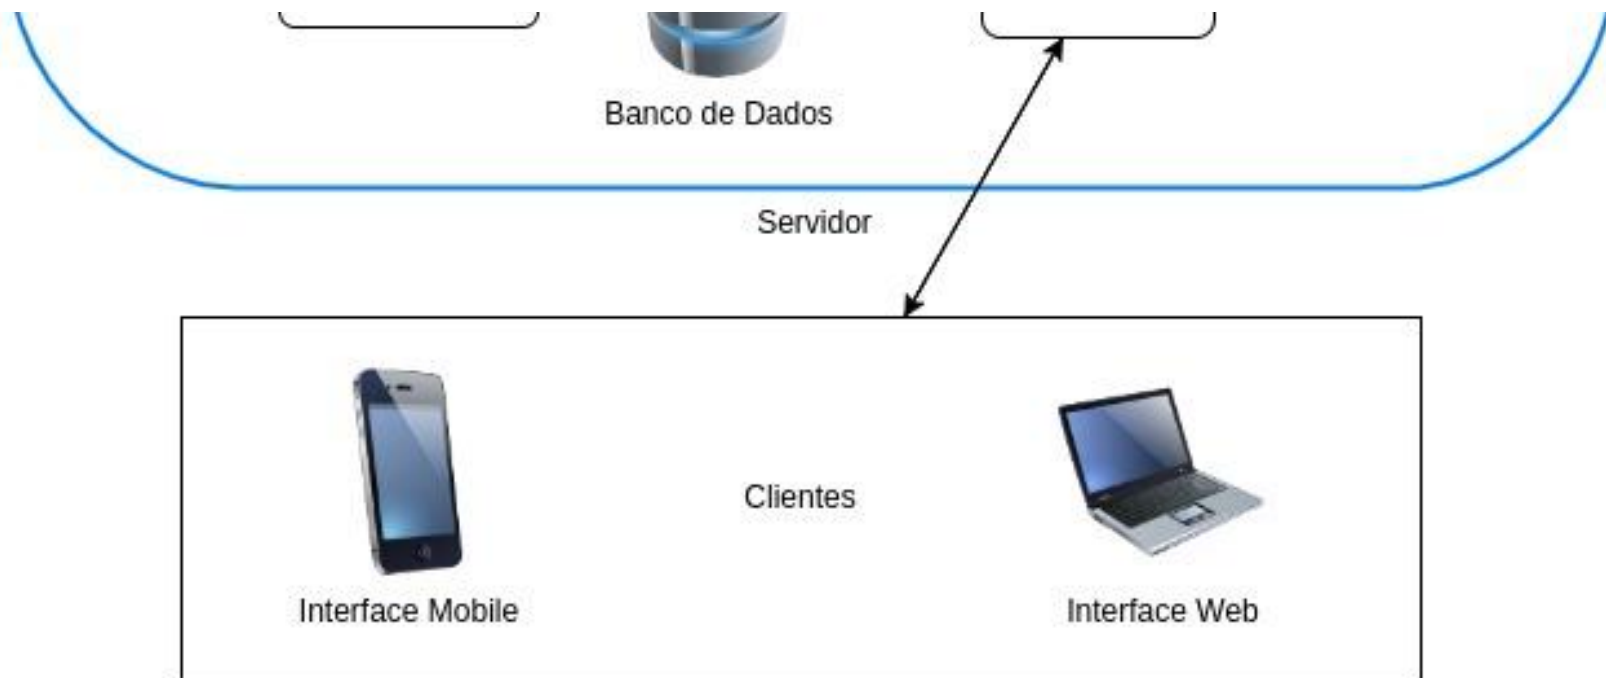 Banco de Dados
Servidor
Clientes
Interface Mobile
Interface Web